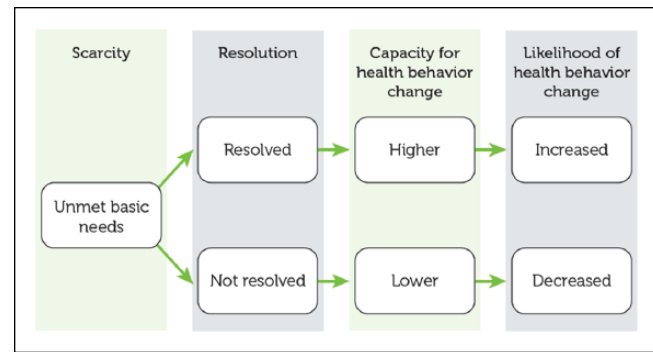 Scarcity
Resolution
Capacity for
health behavior
change
Likelihood of
health behavior
change
Unmet basic
needs
Resolved
Higher
Increased
Not resolved
Lower
Decreased